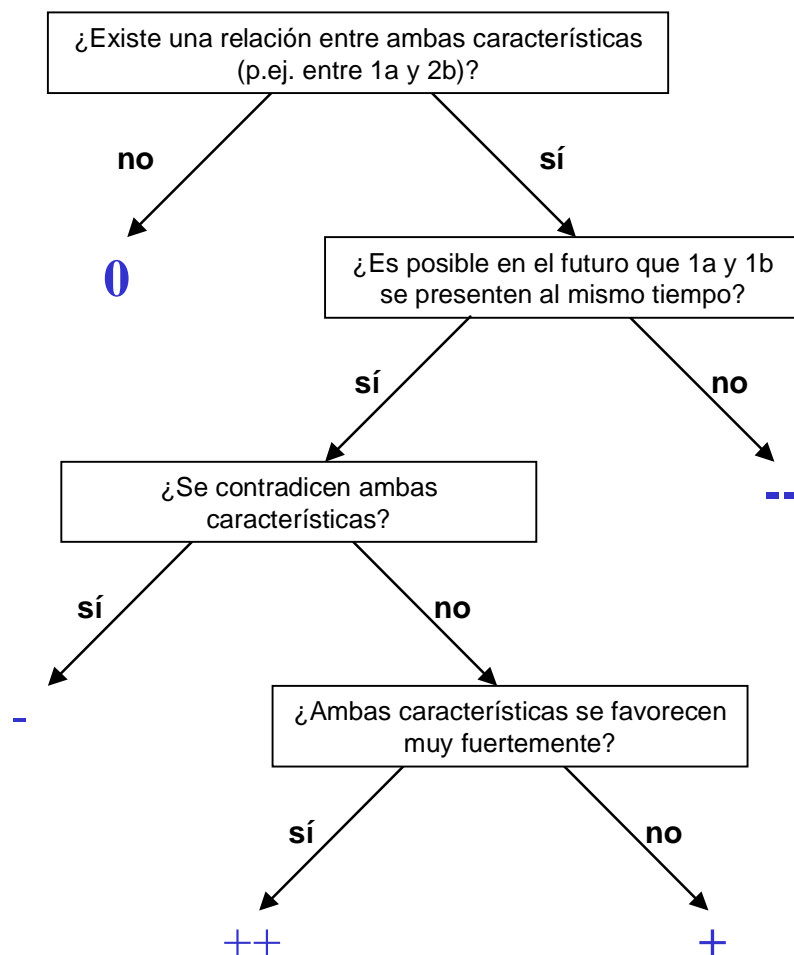 ¿Existe una relación entre ambas características
(p.ej. entre 1a y 2b)?
no
sí
0
¿Es posible en el futuro que 1a y 1b
se presenten al mismo tiempo?
sí
no
¿Se contradicen ambas
características?
--
sí
no
-
¿Ambas características se favorecen
muy fuertemente?
sí
no
++
+